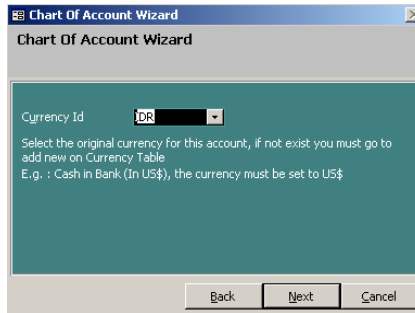 Chart Of Account Wizard
Chart Of Account Wizard
Currency Id IDR
Select the original currency for this account, if not exist you must go to
add new on Currency Table
E.g. : Cash in Bank (In US$), the currency must be set to US$
Back Next Cancel